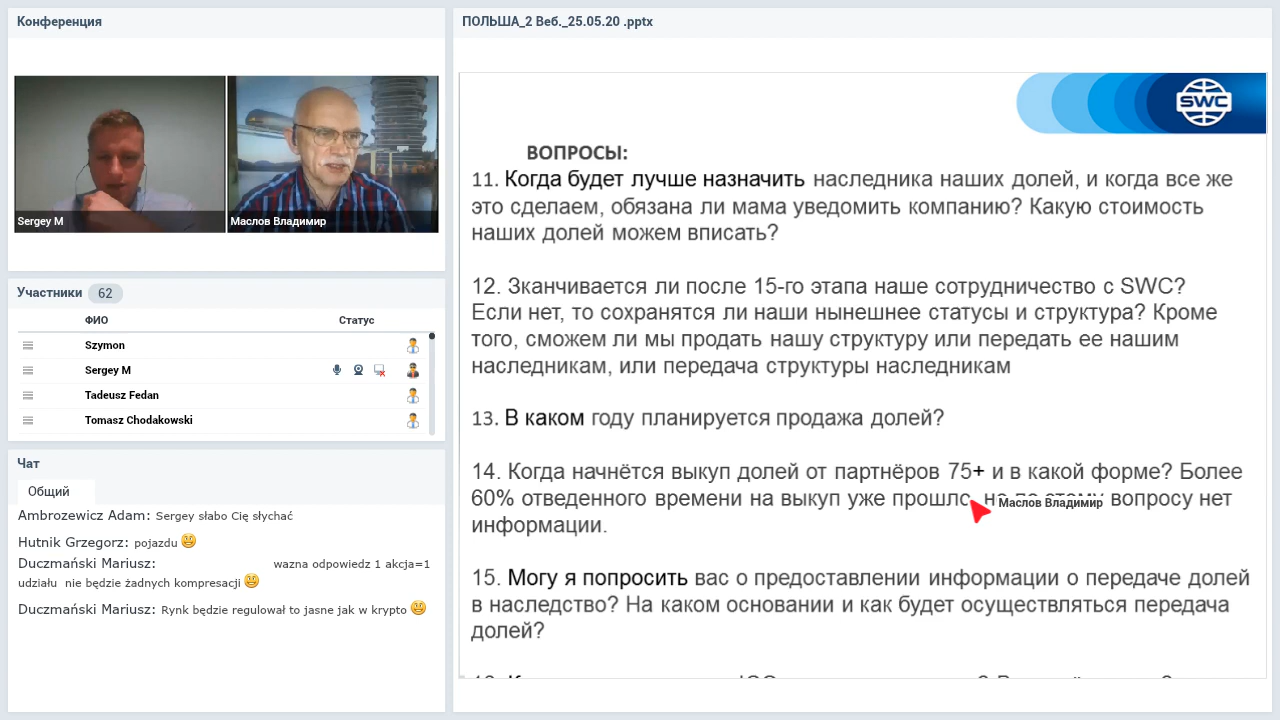 Конференция
Sergey M
Маслов Владимир
Участники 62
ФИО Статус
Szymon
Sergey M
Tadeusz Fedan
Tomasz Chodakowski
Чат
Общий
Ambrozewicz Adam: Sergey słabo Cię słychać
Hutnik Grzegorz: pojazdu
Duczmański Mariusz: wazna odpowiedz 1 akcja=1
udziału nie będzie żadnych kompresacji
Duczmański Mariusz: Rynk będzie regulował to jasne jak w krypto
ПОЛЬША_2 Веб._25.05.20 .pptx
SWC
ВОПРОСЫ:
11. Когда будет лучше назначить наследника наших долей, и когда все же
это сделаем, обязана ли мама уведомить компанию? Какую стоимость
наших долей можем вписать?
12. Зканчивается ли после 15-го этапа наше сотрудничество с SWC?
Если нет, то сохранятся ли наши нынешнее статусы и структура? Кроме
того, сможем ли мы продать нашу структуру или передать ее нашим
наследникам, или передача структуры наследникам
13. В каком году планируется продажа долей?
14. Когда начнётся выкуп долей от партнёров 75+ и в какой форме? Более
60% отведенного времени на выкуп уже прошло, но по этому вопросу нет
Маслов Владимир
информации.
15. Могу я попросить вас о предоставлении информации о передаче долей
в наследство? На каком основании и как будет осуществляться передача
долей?